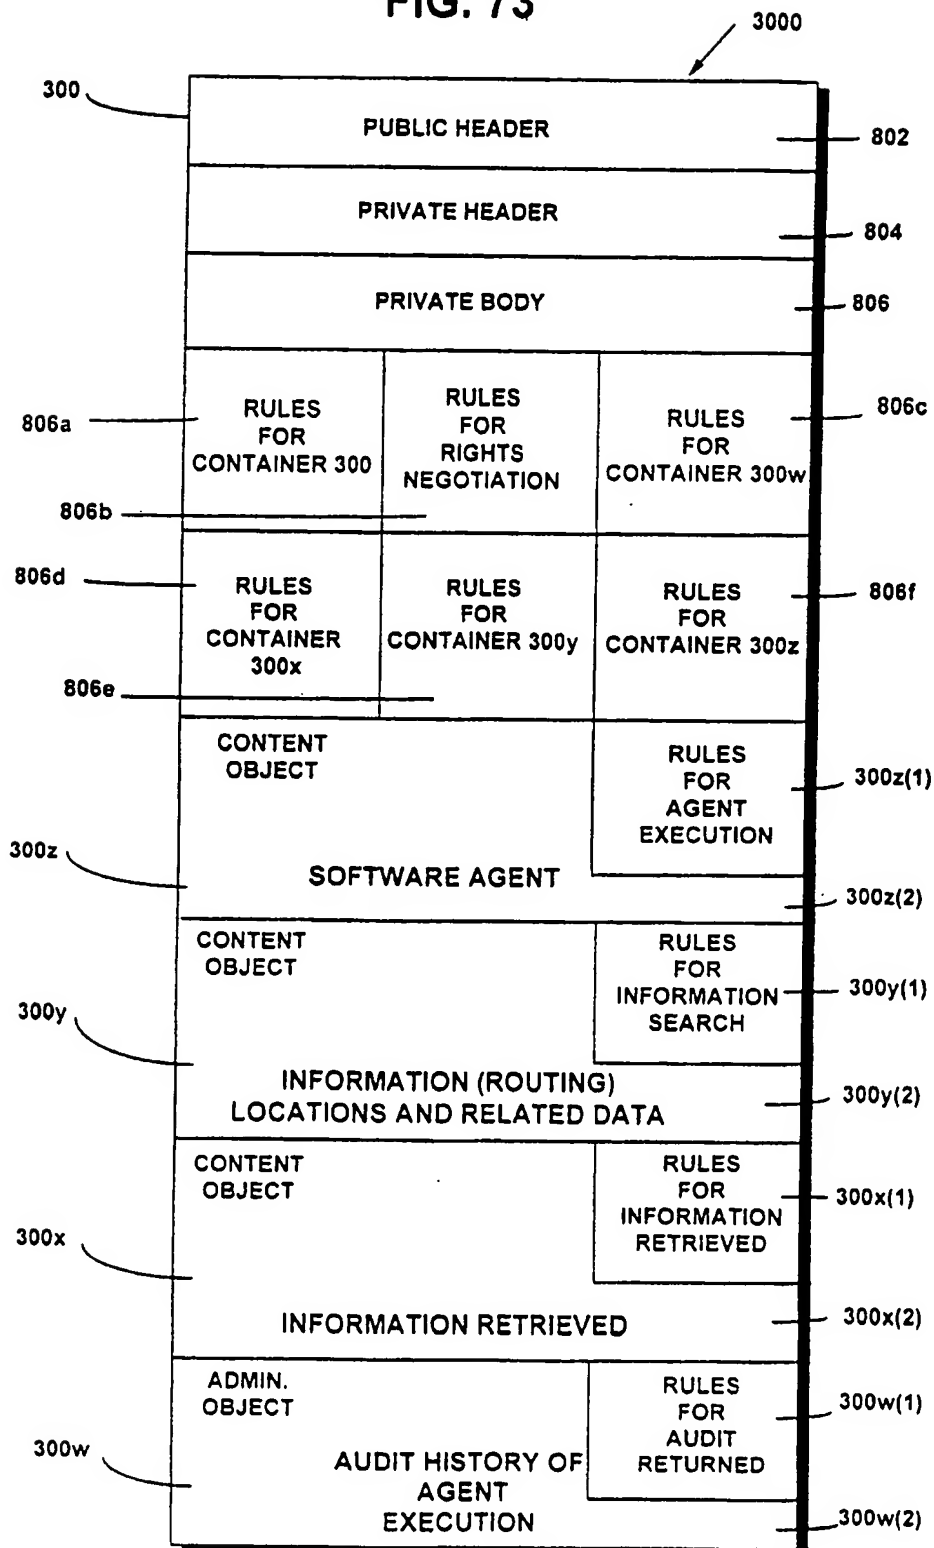 FIG. 73
3000
300
PUBLIC HEADER
802
PRIVATE HEADER
804
PRIVATE BODY
806
806a
RULES
FOR
CONTAINER 300
RULES
FOR
RIGHTS
NEGOTIATION
RULES
FOR
CONTAINER 300w
806c
806b
806d
RULES
FOR
CONTAINER
300x
RULES
FOR
CONTAINER 300y
RULES
FOR
CONTAINER 300z
806f
806e
CONTENT
OBJECT
RULES
FOR
AGENT
EXECUTION
300z(1)
300z
SOFTWARE AGENT
300z(2)
CONTENT
OBJECT
RULES
FOR
INFORMATION
SEARCH
300y(1)
300y
INFORMATION (ROUTING)
LOCATIONS AND RELATED DATA
300y(2)
CONTENT
OBJECT
RULES
FOR
INFORMATION
RETRIEVED
300x(1)
300x
INFORMATION RETRIEVED
300x(2)
ADMIN.
OBJECT
RULES
FOR
AUDIT
RETURNED
300w(1)
300w
AUDIT HISTORY OF
AGENT
EXECUTION
300w(2)